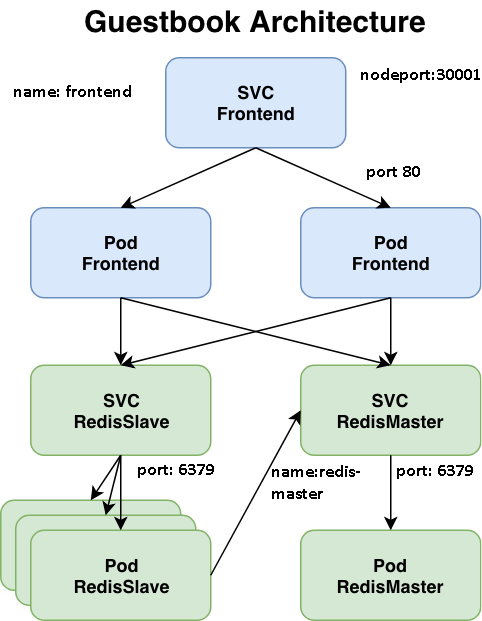 Guestbook Architecture
nodeport:30001
name: frontend
SVC
Frontend
port 80
Pod
Frontend
Pod
Frontend
SVC
RedisSlave
SVC
RedisMaster
port: 6379
name:redis-
master
port: 6379
Pod
RedisSlave
Pod
RedisMaster